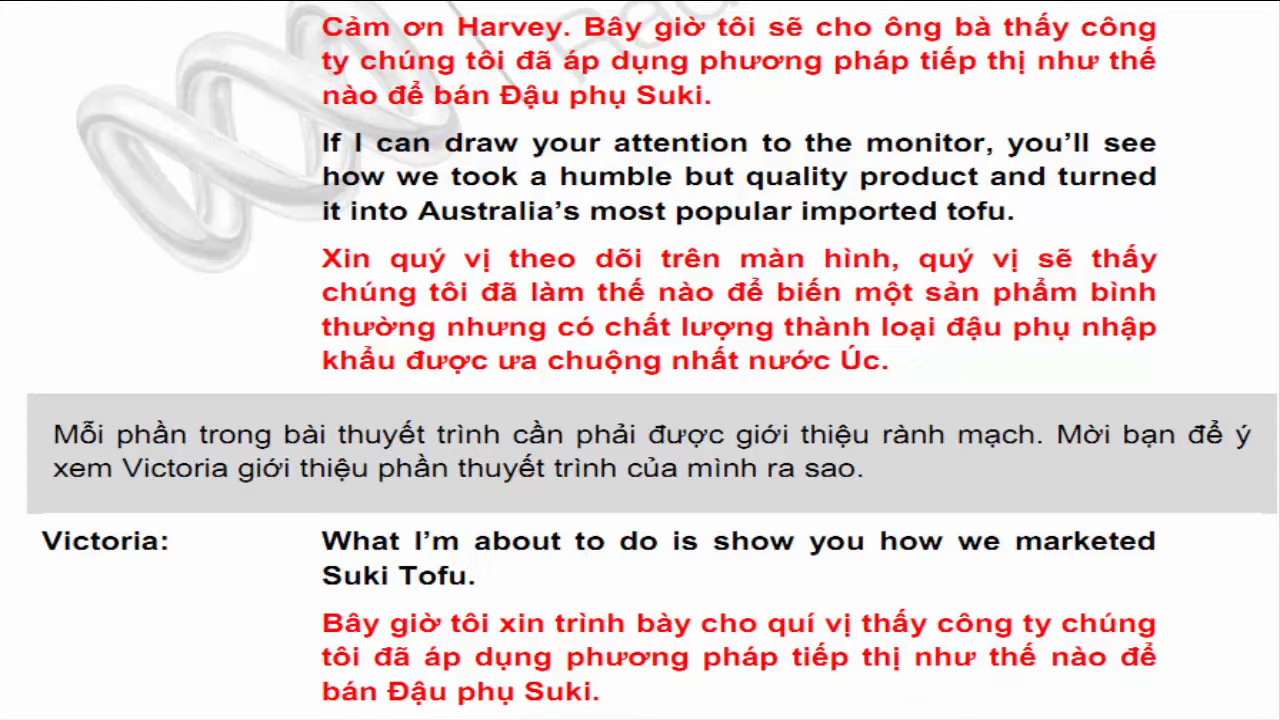 Cảm ơn Harvey. Bây giờ tôi sẽ cho ông bà thấy công
ty chúng tôi đã áp dụng phương pháp tiếp thị như thế
nào để bán Đậu phụ Suki.
If I can draw your attention to the monitor, you’ll see
how we took a humble but quality product and turned
it into Australia’s most popular imported tofu.
Xin quý vị theo dõi trên màn hình, quý vị sẽ thấy
chúng tôi đã làm thế nào để biến một sản phẩm bình
thường nhưng có chất lượng thành loại đậu phụ nhập
khẩu được ưa chuộng nhất nước Úc.
Mỗi phần trong bài thuyết trình cần phải được giới thiệu rành mạch. Mời bạn để ý
xem Victoria giới thiệu phần thuyết trình của mình ra sao.
Victoria: What I’m about to do is show you how we marketed
Suki Tofu.
Bây giờ tôi xin trình bày cho quí vị thấy công ty chúng
tôi đã áp dụng phương pháp tiếp thị như thế nào để
bán Đậu phụ Suki.